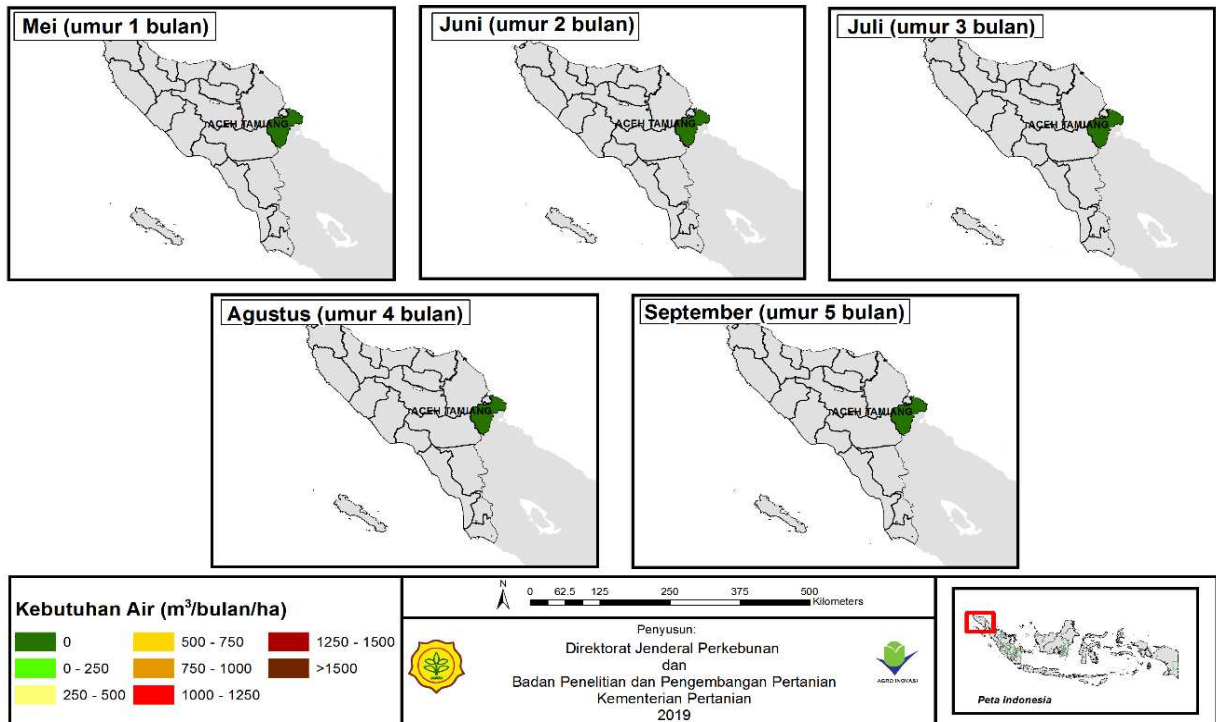 Mei (umur 1 bulan)
ACEH TAMIANG
Juni (umur 2 bulan)
ACEH TAMIANG
Juli (umur 3 bulan)
ACEH TAMIANG
Agustus (umur 4 bulan)
ACEH TAMIANG
September (umur 5 bulan)
ACEH TAMIANG
Kebutuhan Air (m³/bulan/ha)
0
0 - 250
250 - 500
500 - 750
750 - 1000
1000 - 1250
1250 - 1500
>1500
N
0 62.5 125 250 375 500
Kilometers
Penyusun:
Direktorat Jenderal Perkebunan
dan
Badan Penelitian dan Pengembangan Pertanian
Kementerian Pertanian
2019
AGRO INOVASI
Peta Indonesia